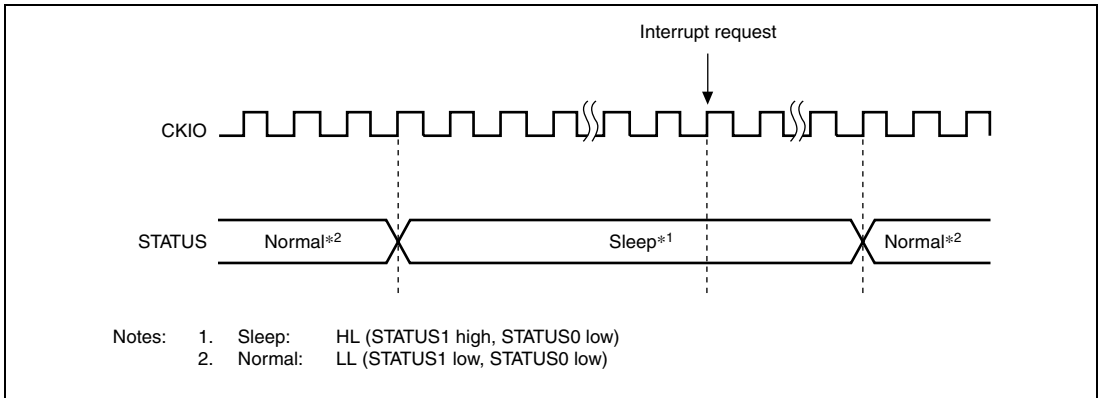 Interrupt request
CKIO
STATUS Normal*2 Sleep*1 Normal*2
Notes: 1. Sleep: HL (STATUS1 high, STATUS0 low)
2. Normal: LL (STATUS1 low, STATUS0 low)